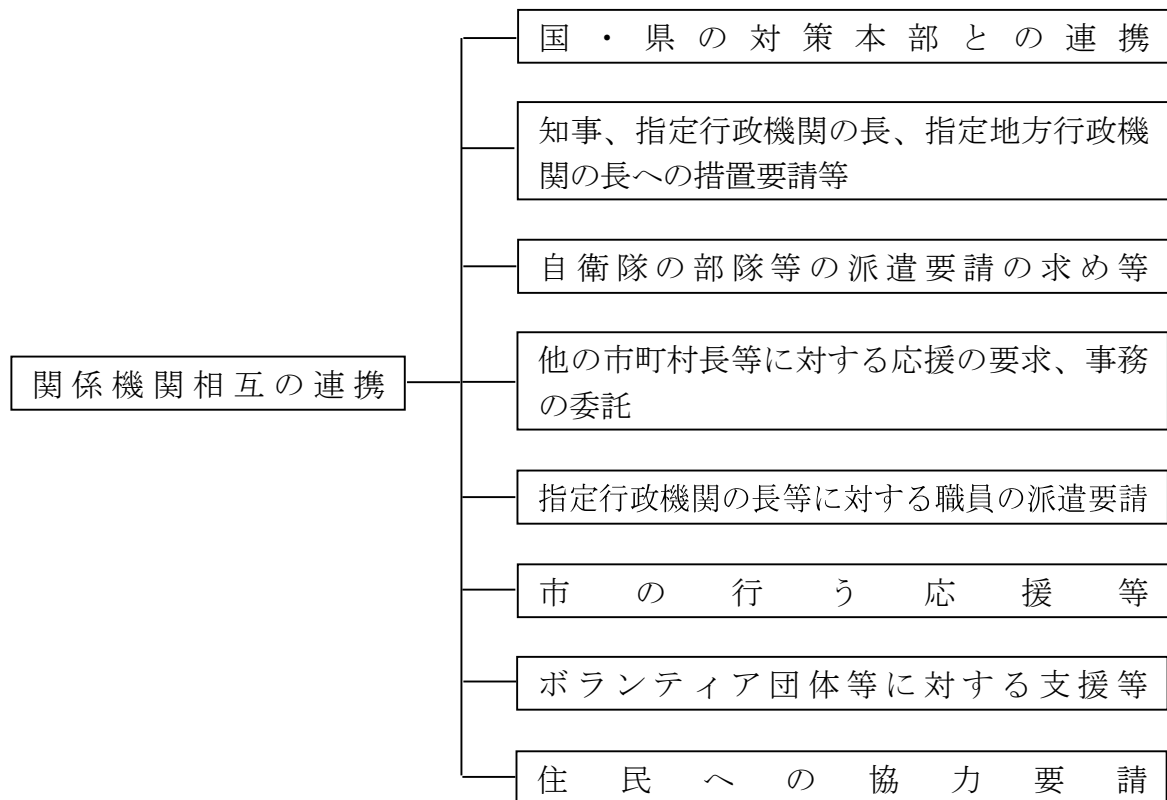 国・県の対策本部との連携
知事、指定行政機関の長、指定地方行政機
関の長への措置要請等
自衛隊の部隊等の派遣要請の求め等
関係機関相互の連携
他の市町村長等に対する応援の要求、事務
の委託
指定行政機関の長等に対する職員の派遣要請
市の行う応援等
ボランティア団体等に対する支援等
住民への協力要請